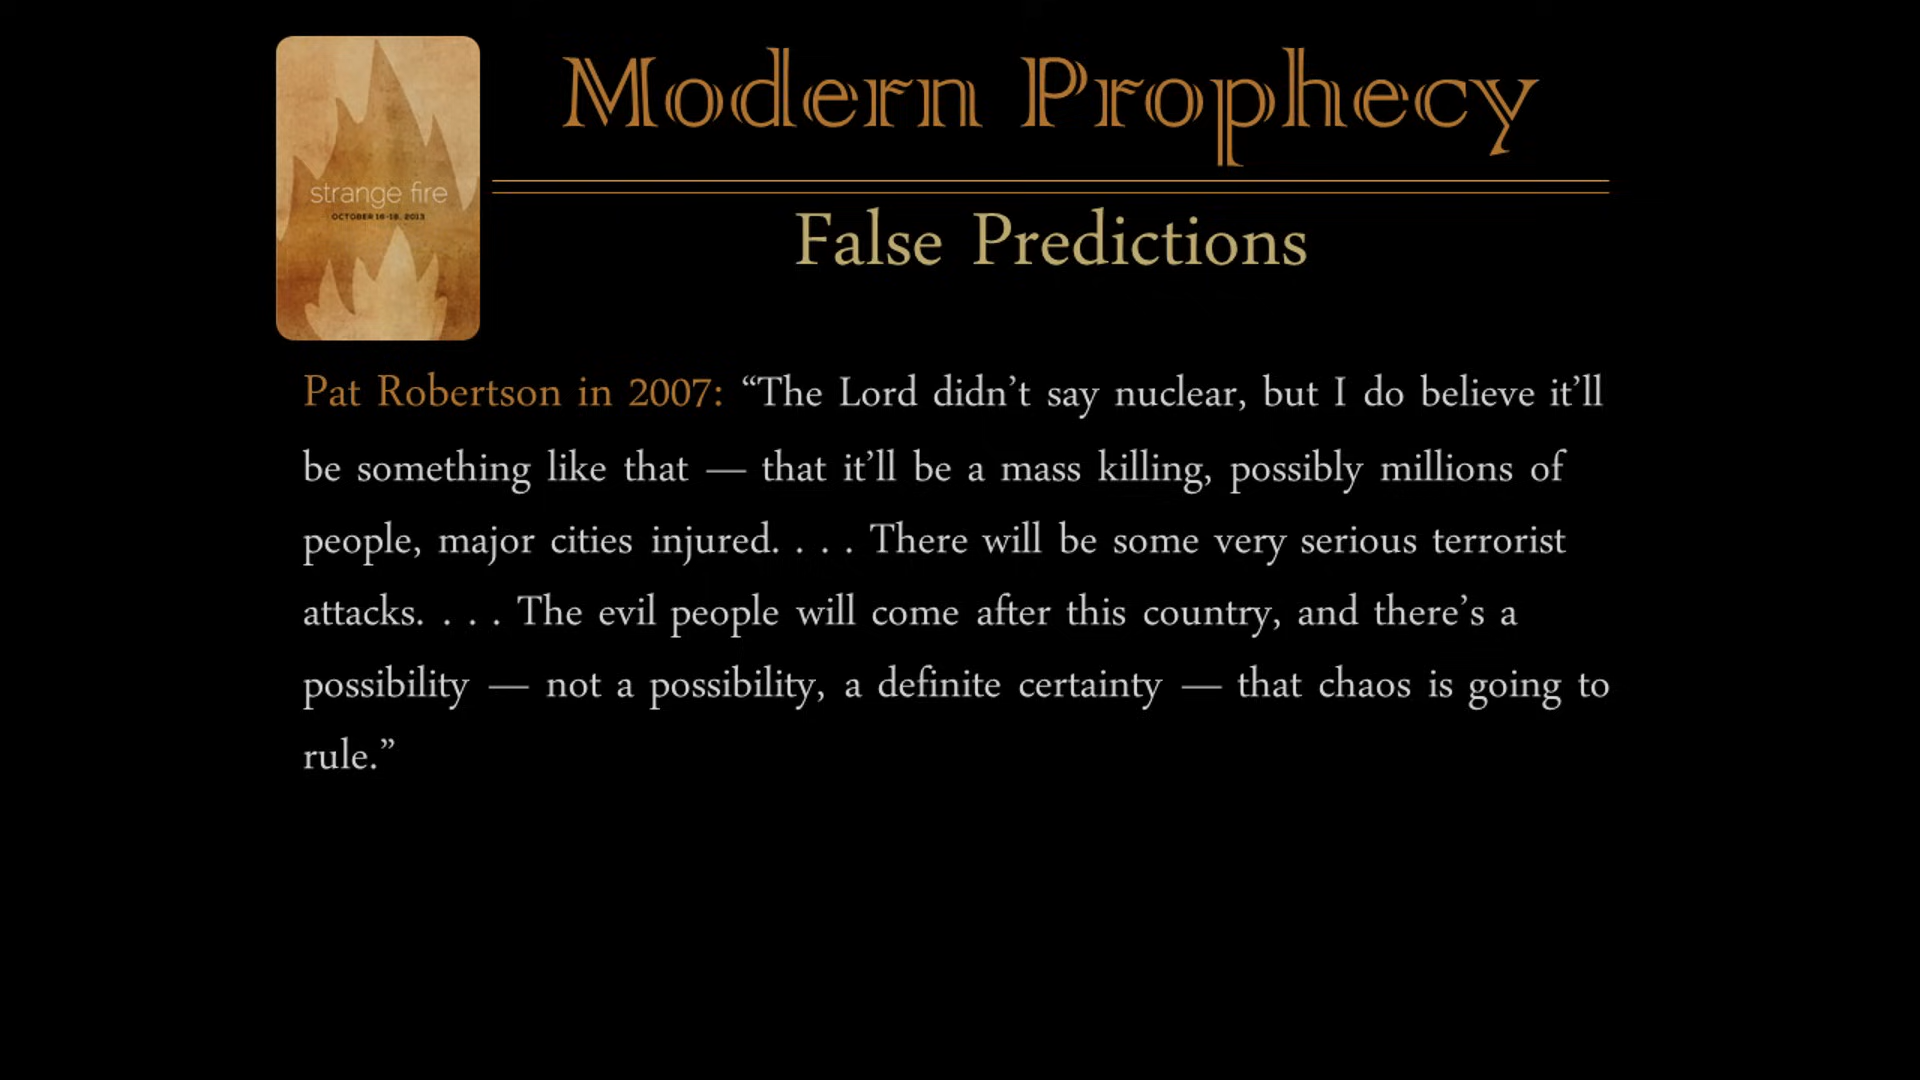 Modern Prophecy
strange fire
OCTOBER 16-18, 2013
False Predictions
Pat Robertson in 2007: “The Lord didn’t say nuclear, but I do believe it’ll
be something like that — that it’ll be a mass killing, possibly millions of
people, major cities injured. . . . There will be some very serious terrorist
attacks. . . . The evil people will come after this country, and there’s a
possibility — not a possibility, a definite certainty — that chaos is going to
rule.”